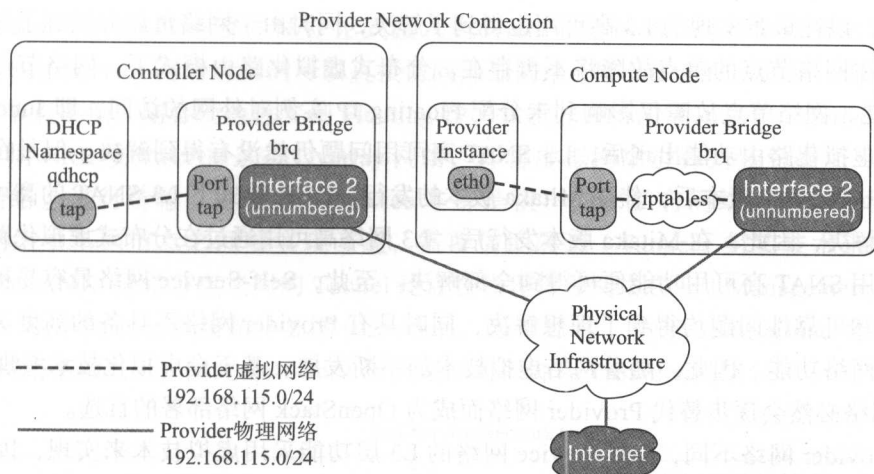 Provider Network Connection
Controller Node
DHCP
Namespace
qdhcp
tap
Provider Bridge
brq
Port
tap
Interface 2
(unnumbered)
Compute Node
Provider
Instance
eth0
Provider Bridge
brq
Port
tap
iptables
Interface 2
(unnumbered)
Physical
Network
Infrastructure
Internet
Provider虚拟网络
192.168.115.0/24
Provider物理网络
192.168.115.0/24